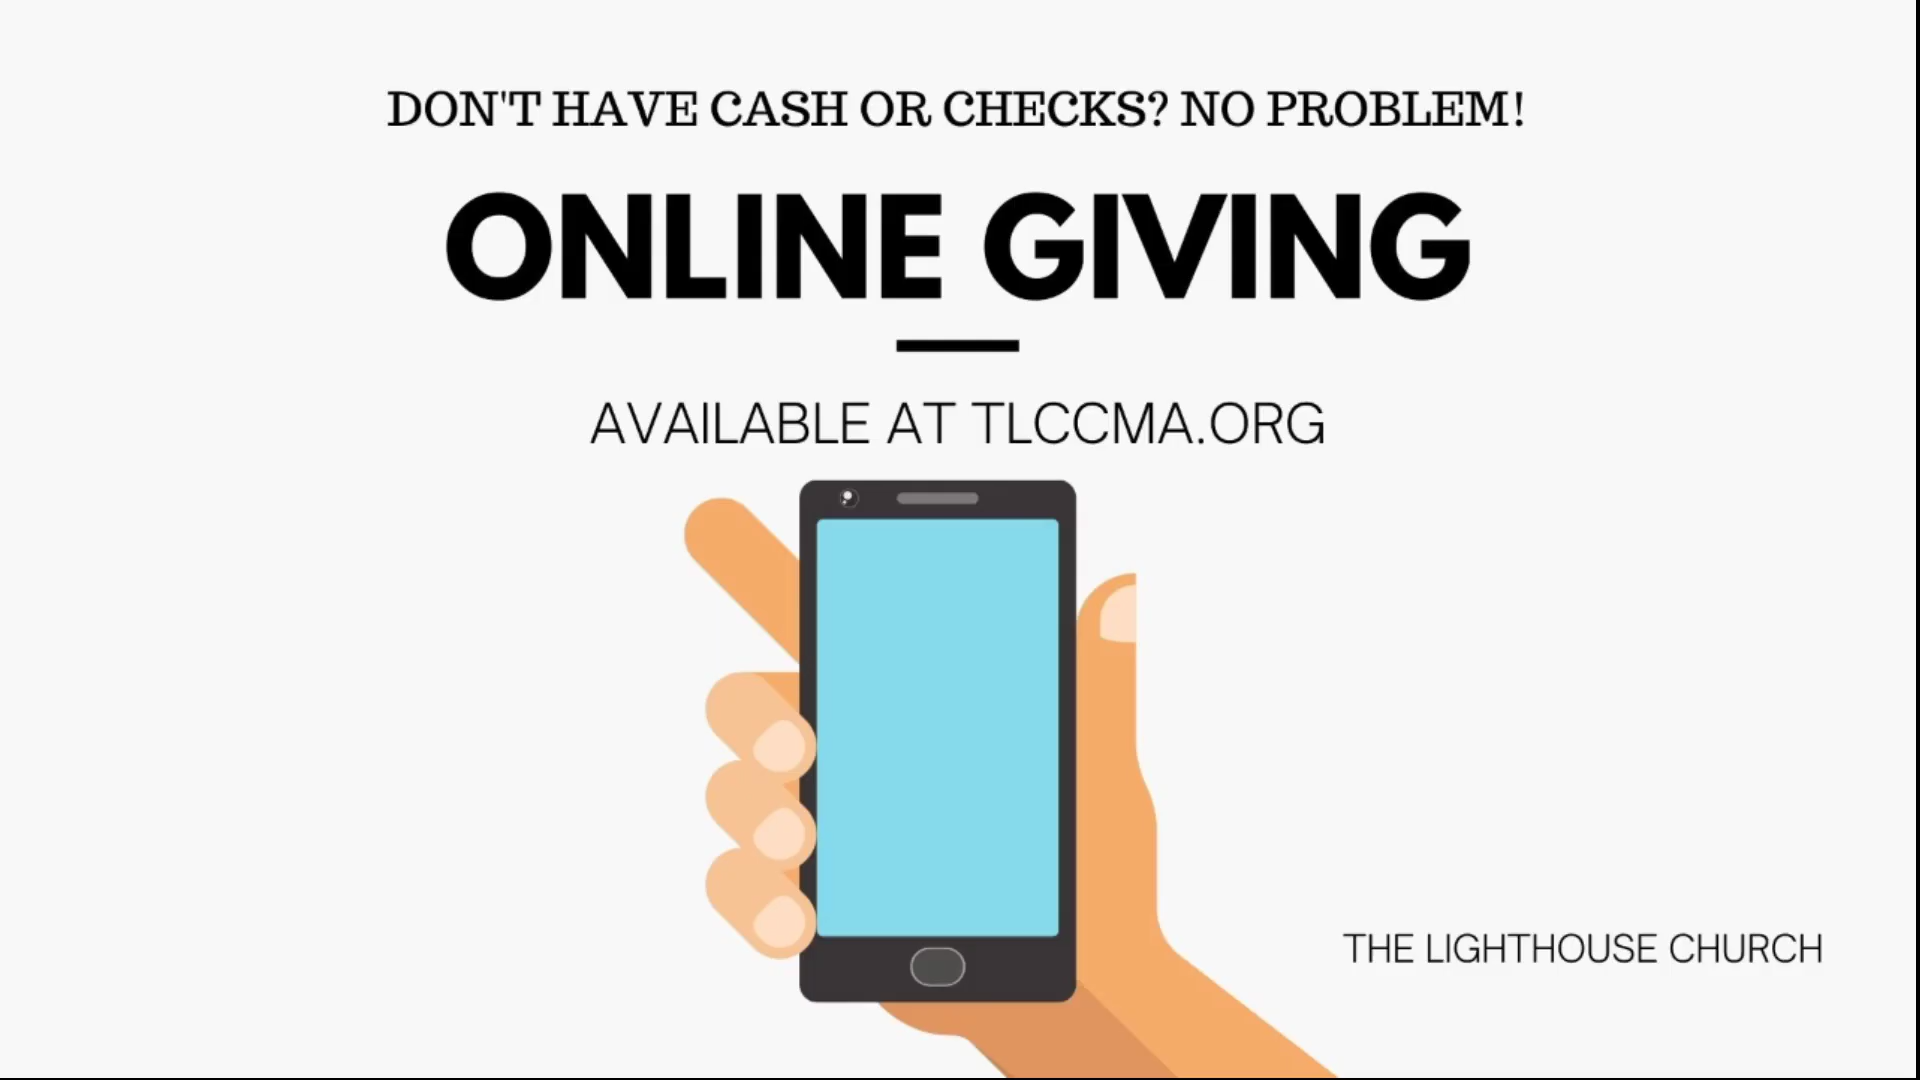 DON'T HAVE CASH OR CHECKS? NO PROBLEM!
ONLINE GIVING
AVAILABLE AT TLCCMA.ORG
THE LIGHTHOUSE CHURCH